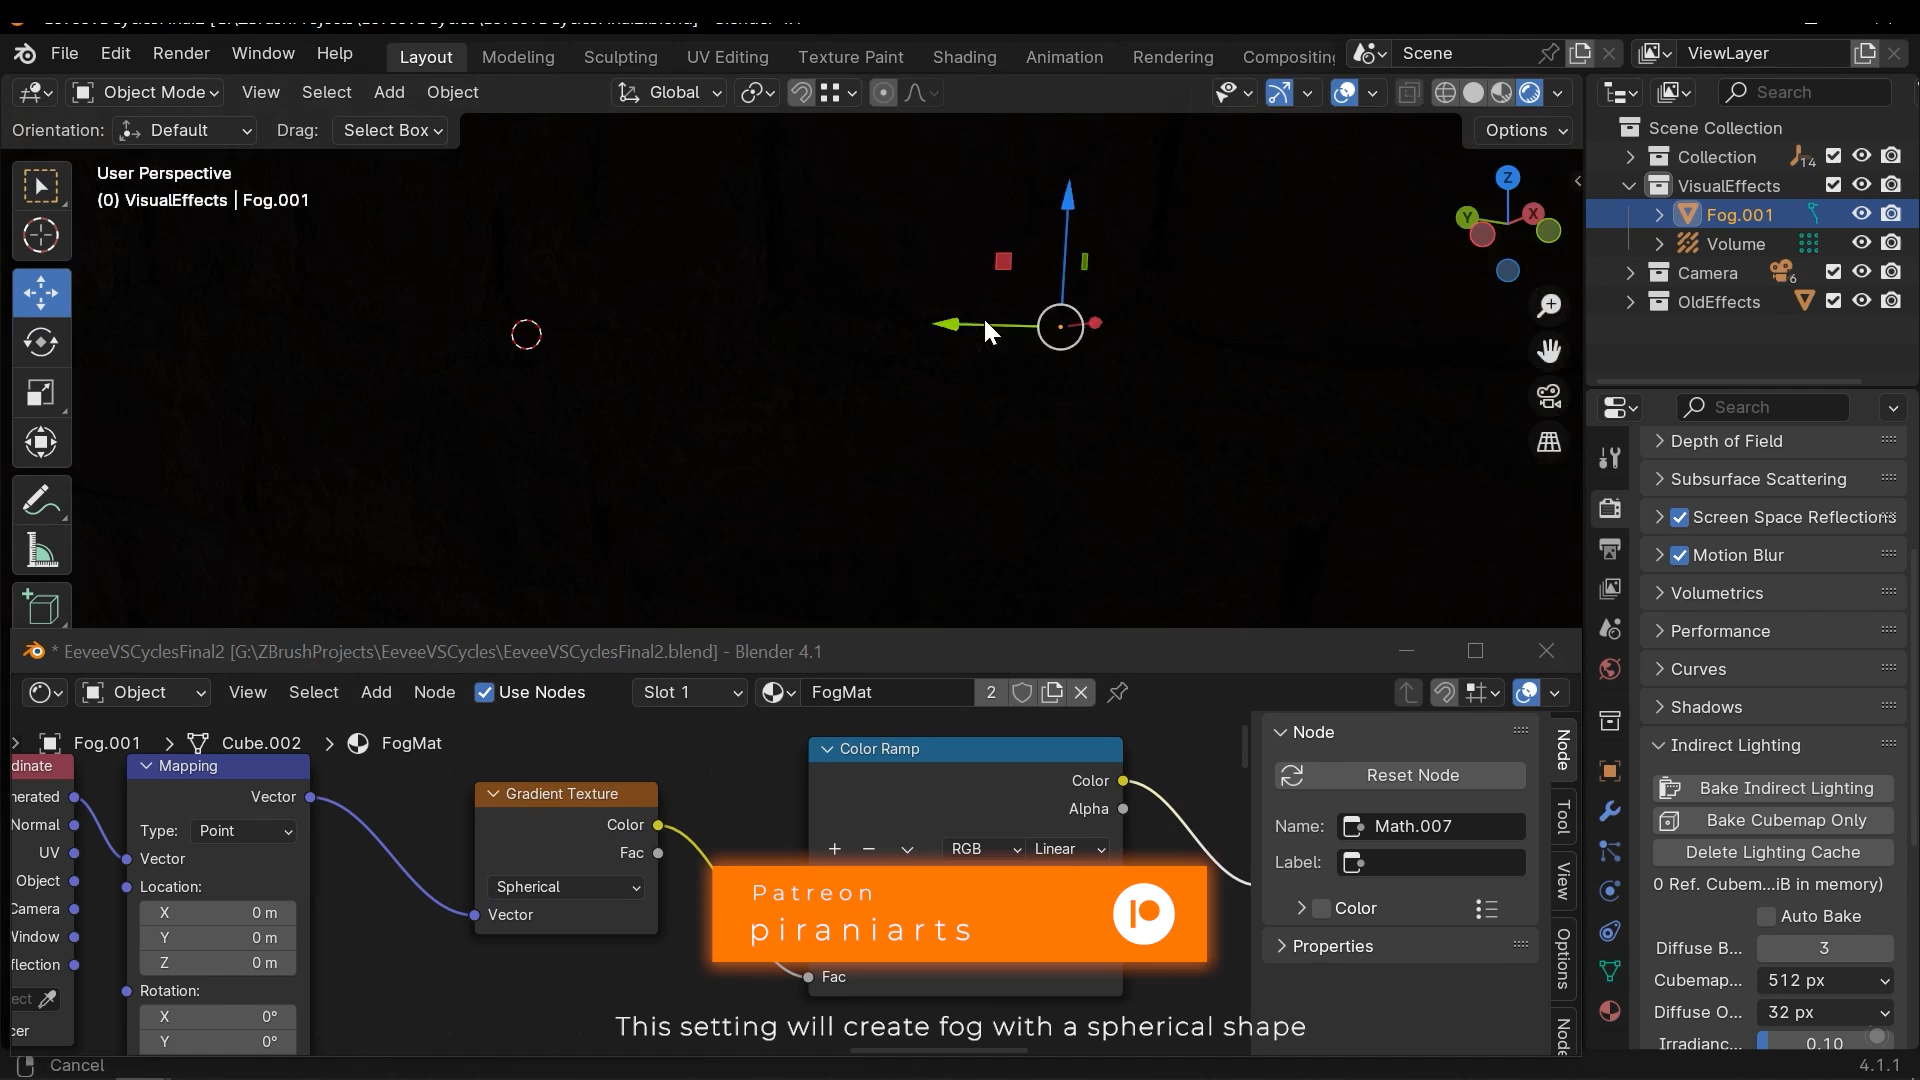 File Edit Render Window Help
Layout Modeling Sculpting UV Editing Texture Paint Shading Animation Rendering Compositing
Scene ViewLayer
Object Mode View Select Add Object
Global
Search
Orientation: Default Drag: Select Box
Options
User Perspective
(0) VisualEffects | Fog.001
Z
Y
X
Scene Collection
Collection 14
VisualEffects
Fog.001
Volume
Camera 6
OldEffects
Search
Depth of Field
Subsurface Scattering
Screen Space Reflections
Motion Blur
Volumetrics
Performance
Curves
Shadows
Indirect Lighting
Bake Indirect Lighting
Bake Cubemap Only
Delete Lighting Cache
0 Ref. Cubem...iB in memory)
Auto Bake
Diffuse B... 3
Cubemap... 512 px
Diffuse O... 32 px
Irradianc... 0.10
* EeveeVSCyclesFinal2 [G:\ZBrushProjects\EeveeVSCycles\EeveeVSCyclesFinal2.blend] - Blender 4.1
Object View Select Add Node Use Nodes Slot 1 FogMat 2
Fog.001 > Cube.002 > FogMat
dinate
nerated
Normal
UV
Object
Camera
Window
flection
ect
cer
Mapping
Vector
Type: Point
Vector
Location:
X 0 m
Y 0 m
Z 0 m
Rotation:
X 0°
Y 0°
Gradient Texture
Color
Fac
Spherical
Vector
Color Ramp
Color
Alpha
+ − RGB Linear
Fac
Patreon
piraniarts
Node
Reset Node
Name: Math.007
Label:
Color
Properties
Node
Tool
View
Options
Node
This setting will create fog with a spherical shape
Cancel
4.1.1